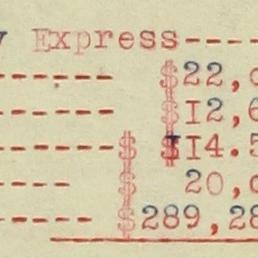 y Express----
----- $22,0
----- $12,6
----- $ $14.5
--- $ 20,0
---- $289,28